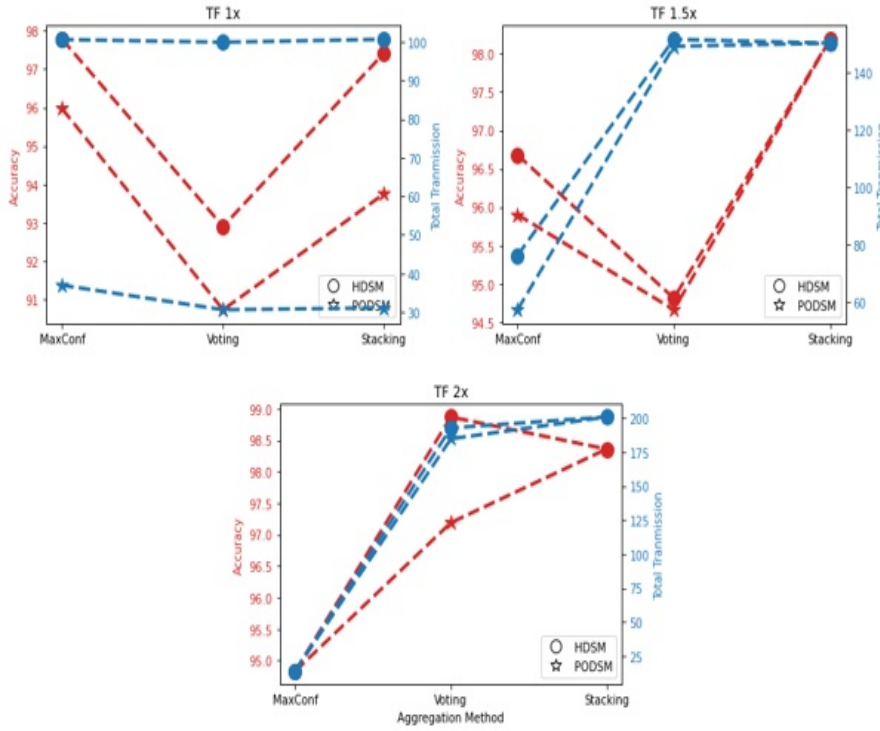 TF 1x
98
97
96
95
94
93
92
91
Accuracy
100
90
80
70
60
50
40
30
Total Tranmission
HDSM
PODSM
MaxConf Voting Stacking
TF 1.5x
98.0
97.5
97.0
96.5
96.0
95.5
95.0
94.5
Accuracy
140
120
100
80
60
HDSM
PODSM
MaxConf Voting Stacking
TF 2x
99.0
98.5
98.0
97.5
97.0
96.5
96.0
95.5
95.0
Accuracy
200
175
150
125
100
75
50
25
Total Tranmission
HDSM
PODSM
MaxConf Voting Stacking
Aggregation Method